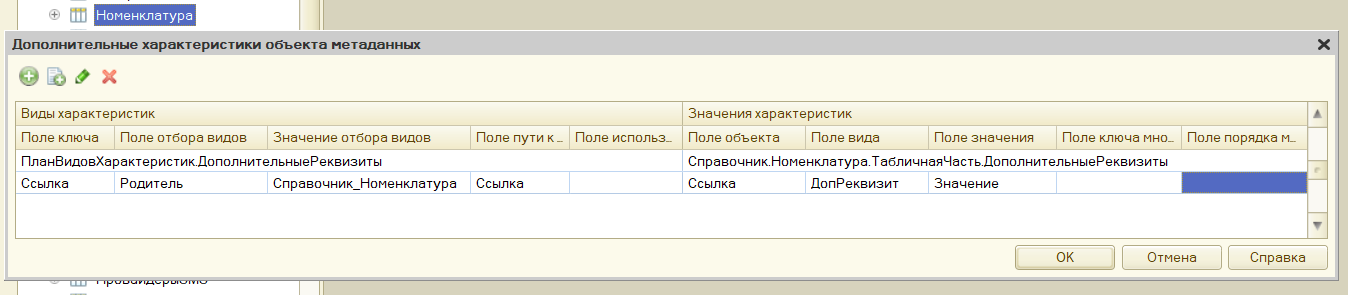 Номенклатура
Дополнительные характеристики объекта метаданных
Виды характеристик Значения характеристик
Поле ключа Поле отбора видов Значение отбора видов Поле пути к ... Поле использ... Поле объекта Поле вида Поле значения Поле ключа мно... Поле порядка м...
ПланВидовХарактеристик.ДополнительныеРеквизиты Справочник.Номенклатура.ТабличнаяЧасть.ДополнительныеРеквизиты
Ссылка Родитель Справочник_Номенклатура Ссылка Ссылка ДопРеквизит Значение
ОК Отмена Справка